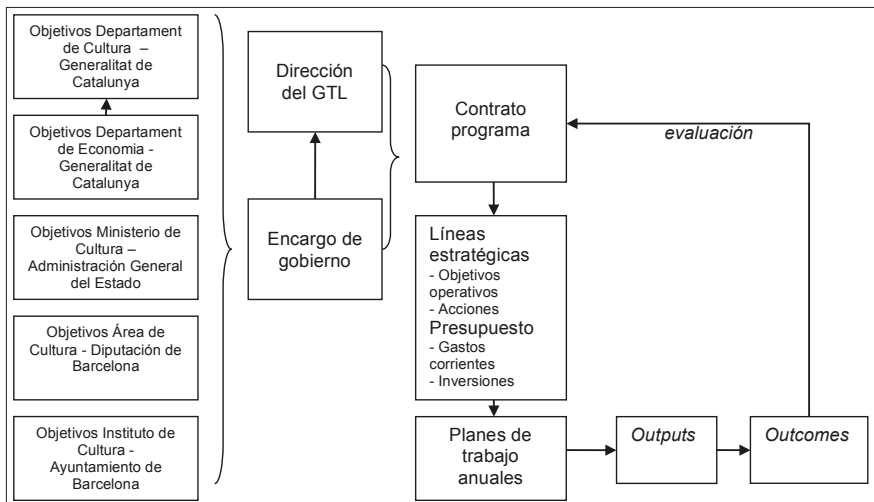 Objetivos Departament
de Cultura –
Generalitat de
Catalunya
Objetivos Departament
de Economia -
Generalitat de
Catalunya
Objetivos Ministerio de
Cultura –
Administración General
del Estado
Objetivos Área de
Cultura - Diputación de
Barcelona
Objetivos Instituto de
Cultura -
Ayuntamiento de
Barcelona
Dirección
del GTL
Encargo de
gobierno
Contrato
programa
evaluación
Líneas
estratégicas
- Objetivos
operativos
- Acciones
Presupuesto
- Gastos
corrientes
- Inversiones
Planes de
trabajo
anuales
Outputs
Outcomes